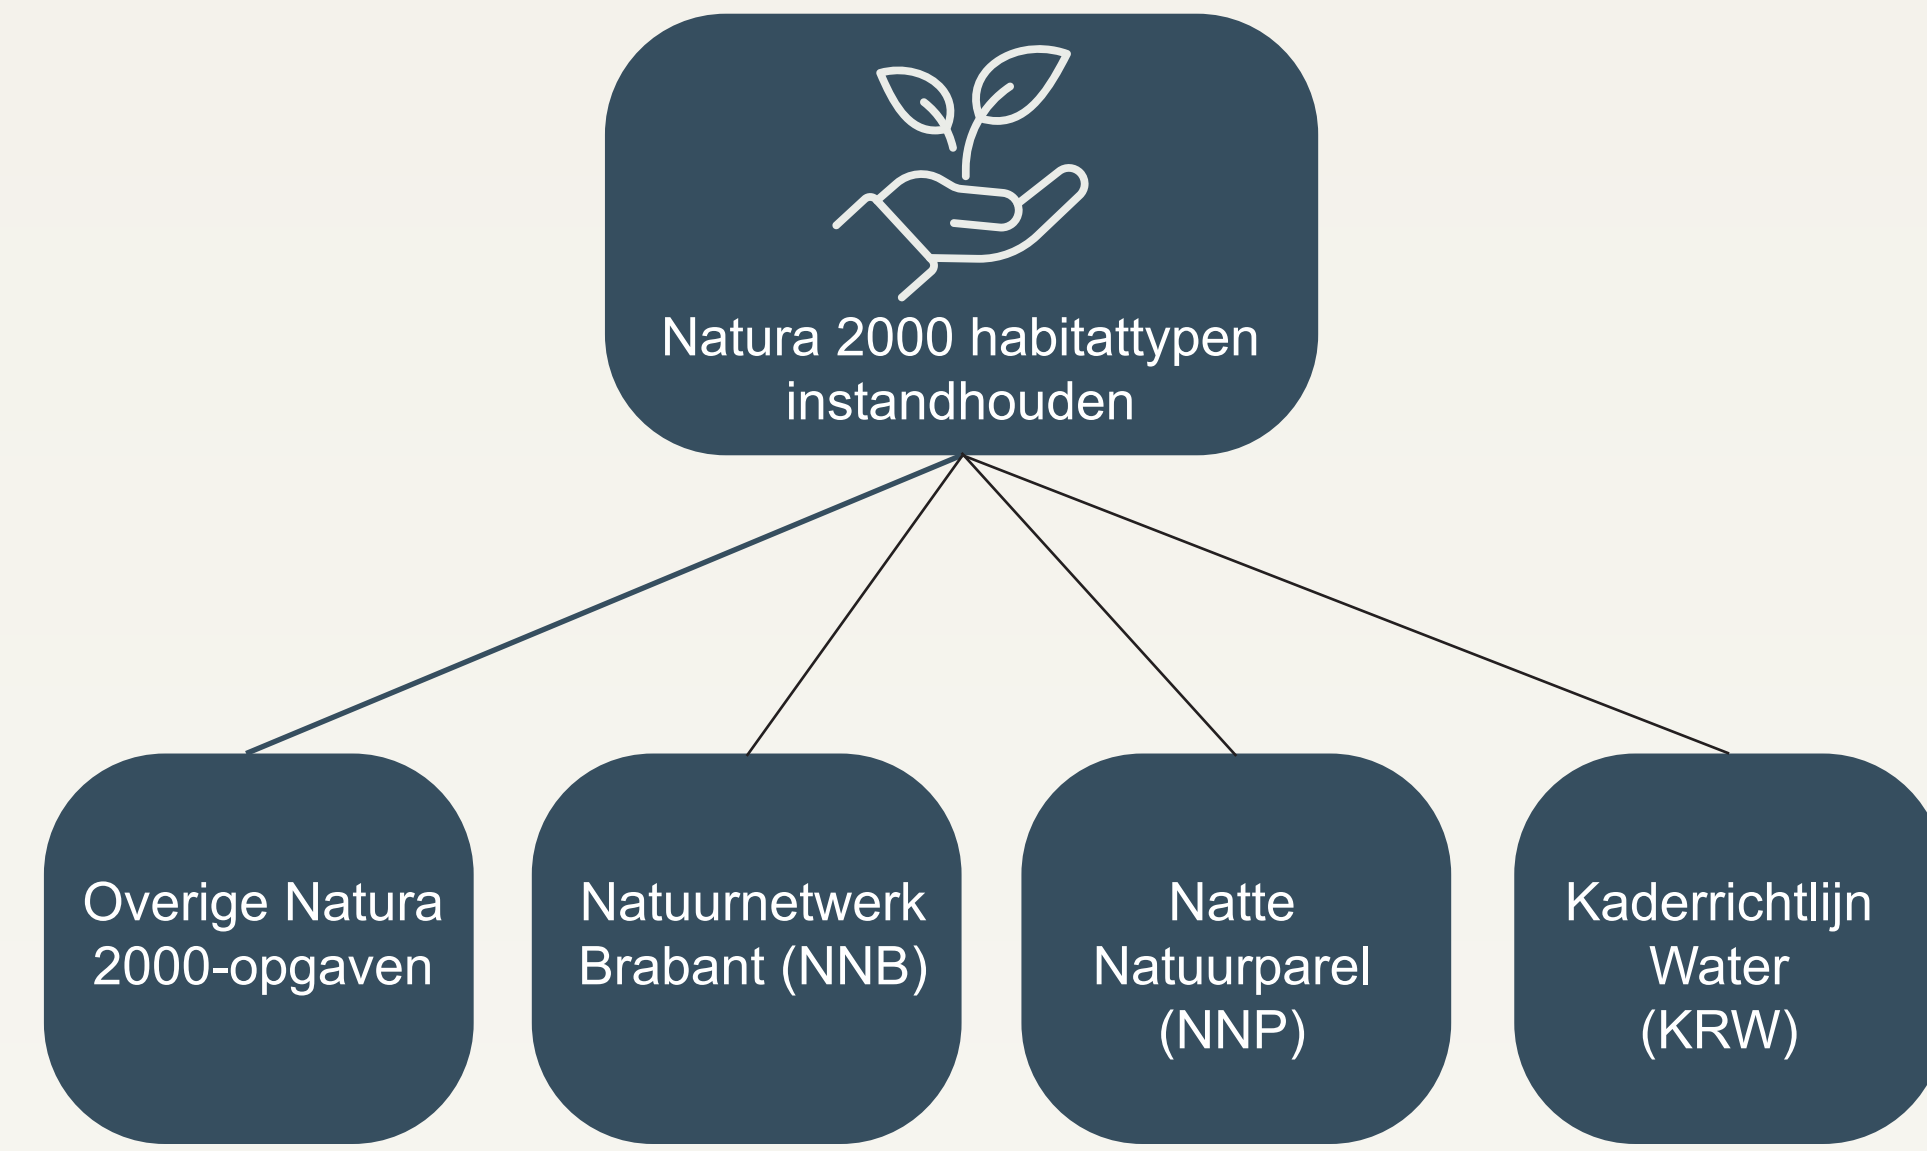 Natura 2000 habitattypen
instandhouden
Overige Natura
2000-opgaven
Natuurnetwerk
Brabant (NNB)
Natte
Natuurparel
(NNP)
Kaderrichtlijn
Water
(KRW)